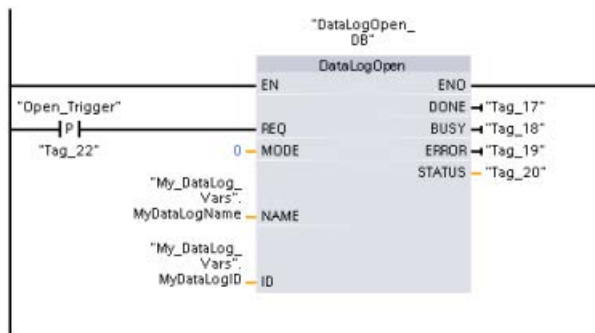 "DataLogOpen_
DB"
DataLogOpen
EN
ENO
"Open_Trigger"
DONE
"Tag_17"
P
REQ
BUSY
"Tag_18"
"Tag_22"
0
MODE
ERROR
"Tag_19"
STATUS
"Tag_20"
"My_DataLog_
Vars".
MyDataLogName
NAME
"My_DataLog_
Vars".
MyDataLogID
ID